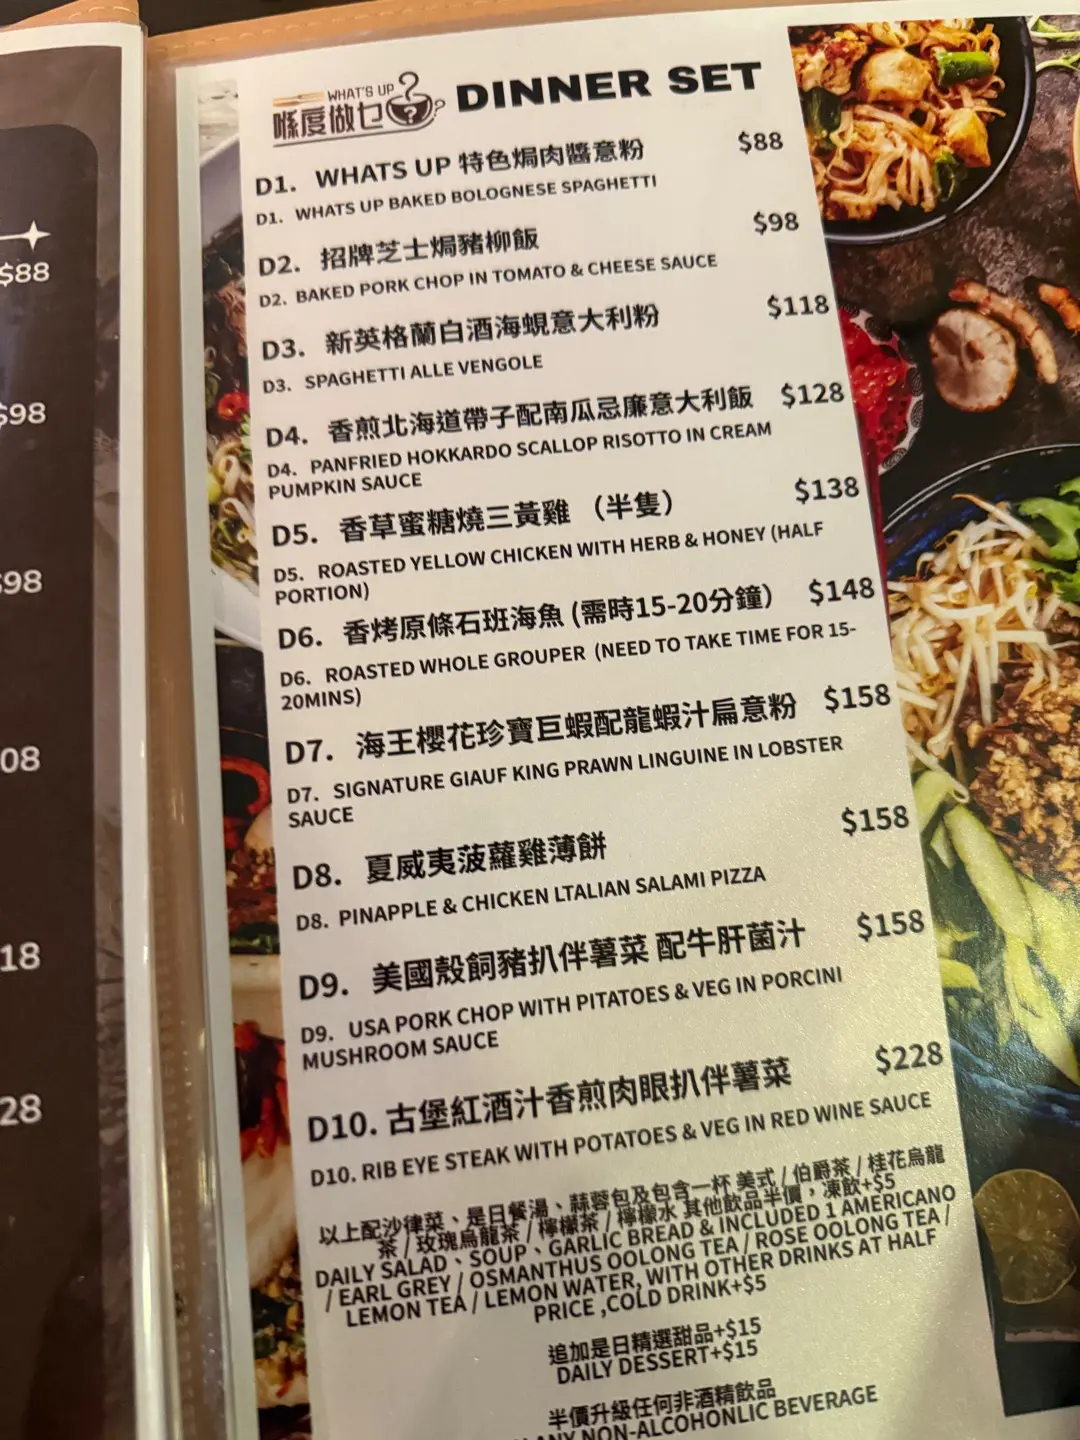 WHAT'S UP
喺度做乜
DINNER SET
D1. WHATS UP 特色焗肉醬意粉 $88
D1. WHATS UP BAKED BOLOGNESE SPAGHETTI
D2. 招牌芝士焗豬柳飯 $98
D2. BAKED PORK CHOP IN TOMATO & CHEESE SAUCE
D3. 新英格蘭白酒海蜆意大利粉 $118
D3. SPAGHETTI ALLE VENGOLE
D4. 香煎北海道帶子配南瓜忌廉意大利飯 $128
D4. PANFRIED HOKKARDO SCALLOP RISOTTO IN CREAM
PUMPKIN SAUCE
D5. 香草蜜糖燒三黃雞 （半隻） $138
D5. ROASTED YELLOW CHICKEN WITH HERB & HONEY (HALF
PORTION)
D6. 香烤原條石班海魚 (需時15-20分鐘） $148
D6. ROASTED WHOLE GROUPER (NEED TO TAKE TIME FOR 15-
20MINS)
D7. 海王櫻花珍寶巨蝦配龍蝦汁扁意粉 $158
D7. SIGNATURE GIAUF KING PRAWN LINGUINE IN LOBSTER
SAUCE
D8. 夏威夷菠蘿雞薄餅 $158
D8. PINAPPLE & CHICKEN LTALIAN SALAMI PIZZA
D9. 美國殼飼豬扒伴薯菜 配牛肝菌汁 $158
D9. USA PORK CHOP WITH PITATOES & VEG IN PORCINI
MUSHROOM SAUCE
D10. 古堡紅酒汁香煎肉眼扒伴薯菜 $228
D10. RIB EYE STEAK WITH POTATOES & VEG IN RED WINE SAUCE
以上配沙律菜、是日餐湯、蒜蓉包及包含一杯 美式 / 伯爵茶 / 桂花烏龍
茶 / 玫瑰烏龍茶 / 檸檬茶 / 檸檬水 其他飲品半價，凍飲+$5
DAILY SALAD、SOUP、GARLIC BREAD & INCLUDED 1 AMERICANO
/ EARL GREY / OSMANTHUS OOLONG TEA / ROSE OOLONG TEA /
LEMON TEA / LEMON WATER, WITH OTHER DRINKS AT HALF
PRICE ,COLD DRINK+$5
追加是日精選甜品+$15
DAILY DESSERT+$15
半價升級任何非酒精飲品
ANY NON-ALCOHONLIC BEVERAGE
$88
$98
98
08
18
28